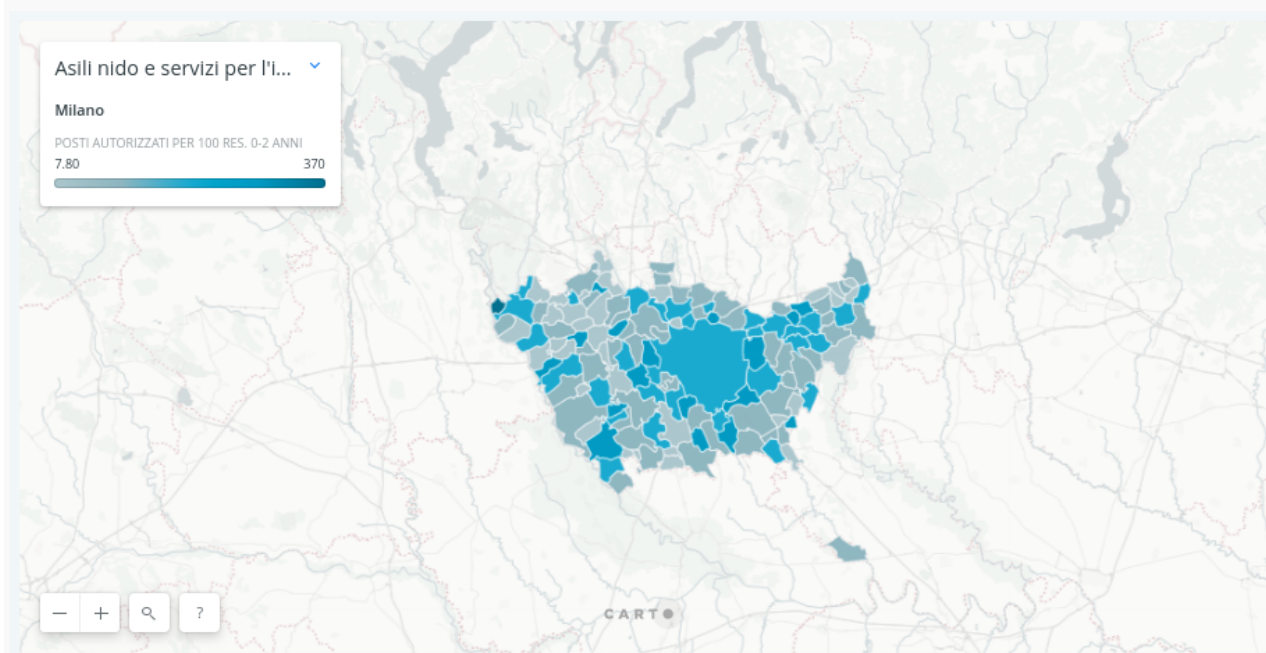 Asili nido e servizi per l'i...
Milano
POSTI AUTORIZZATI PER 100 RES. 0-2 ANNI
7.80 370
− + ?
CARTO